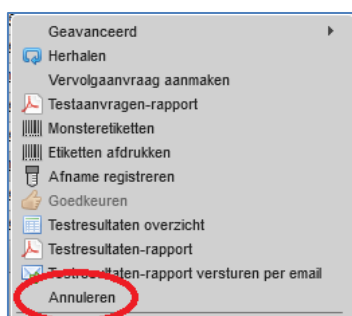 Geavanceerd
Herhalen
Vervolgaanvraag aanmaken
Testaanvragen-rapport
Monsteretiketten
Etiketten afdrukken
Afname registreren
Goedkeuren
Testresultaten overzicht
Testresultaten-rapport
Testresultaten-rapport versturen per email
Annuleren